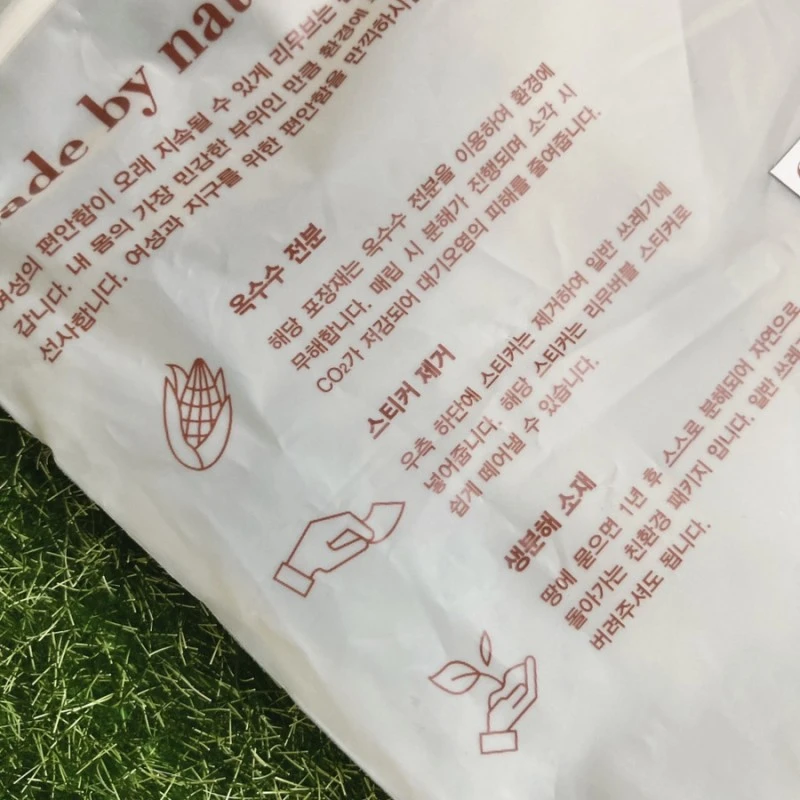 ade by nat
여성의 편안함이 오래 지속될 수 있게 리무브는
갑니다. 내 몸의 가장 민감한 부위인 만큼 환경에
선사합니다. 여성과 지구를 위한 편안함을 만끽하시
옥수수 전분
해당 포장재는 옥수수 전분을 이용하여 환경에
무해합니다. 매립 시 분해가 진행되며 소각 시
CO₂가 저감되어 대기오염의 피해를 줄여줍니다.
스티커 제거
우측 하단에 스티커는 제거하여 일반 쓰레기에
넣어줍니다. 해당 스티커는 리무버블 스티커로
쉽게 떼어낼 수 있습니다.
생분해 소재
땅에 묻으면 1년 후 스스로 분해되어 자연으로
돌아가는 친환경 패키지 입니다. 일반 쓰레
버려주셔도 됩니다.